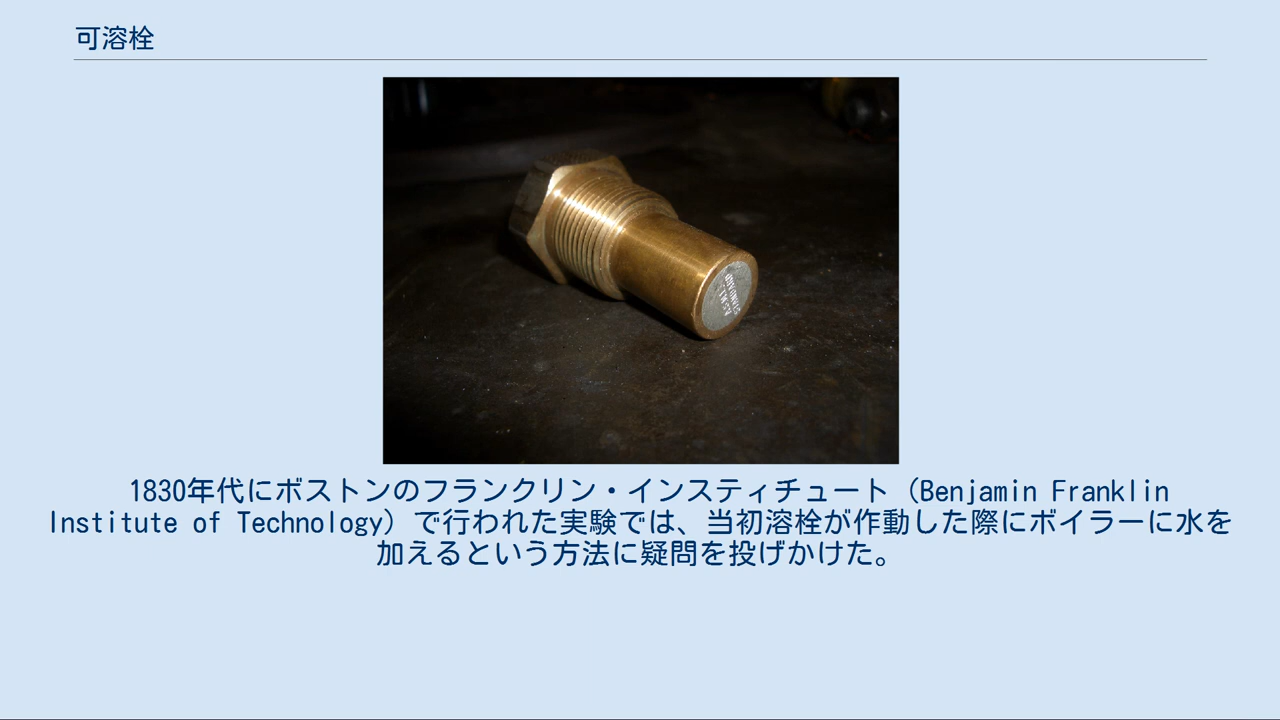 可溶栓
STANDARD
1830年代にボストンのフランクリン・インスティチュート（Benjamin Franklin
Institute of Technology）で行われた実験では、当初溶栓が作動した際にボイラーに水を
加えるという方法に疑問を投げかけた。